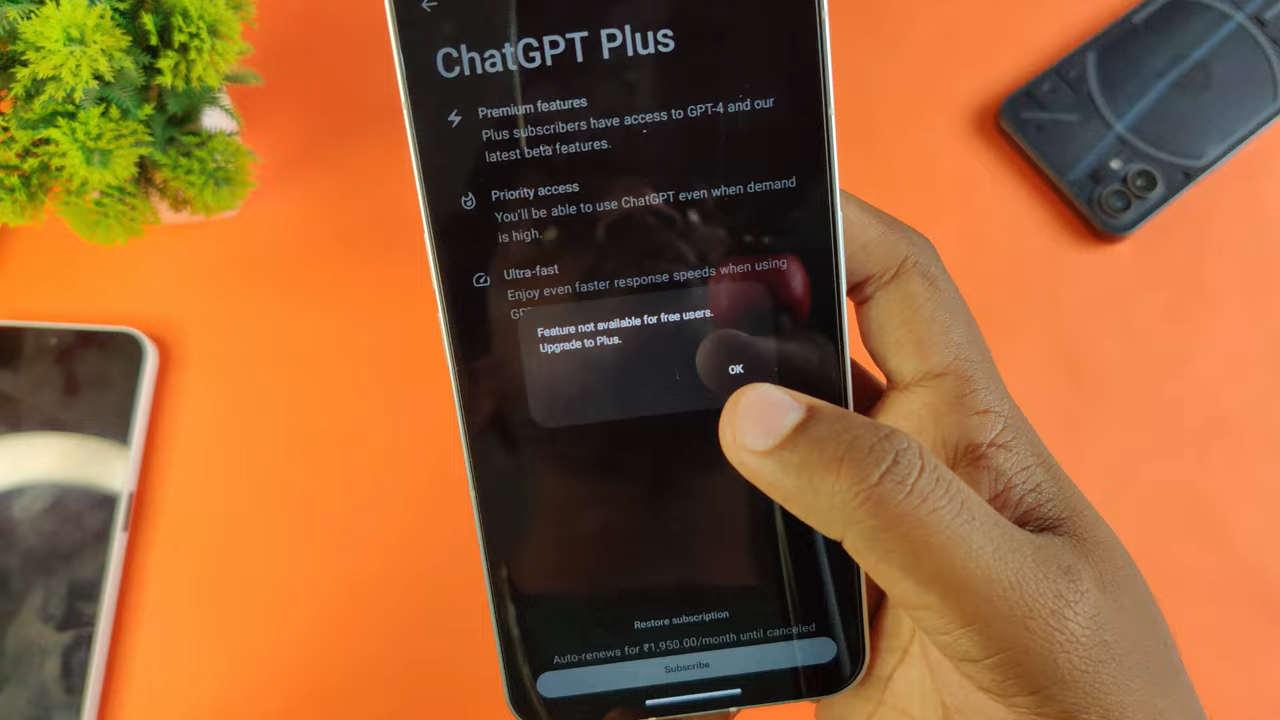 ChatGPT Plus
Premium features
Plus subscribers have access to GPT-4 and our
latest beta features.
Priority access
You'll be able to use ChatGPT even when demand
is high.
Ultra-fast
Enjoy even faster response speeds when using
Feature not available for free users.
Upgrade to Plus.
OK
Restore subscription
Auto-renews for ₹1,950.00/month until canceled
Subscribe